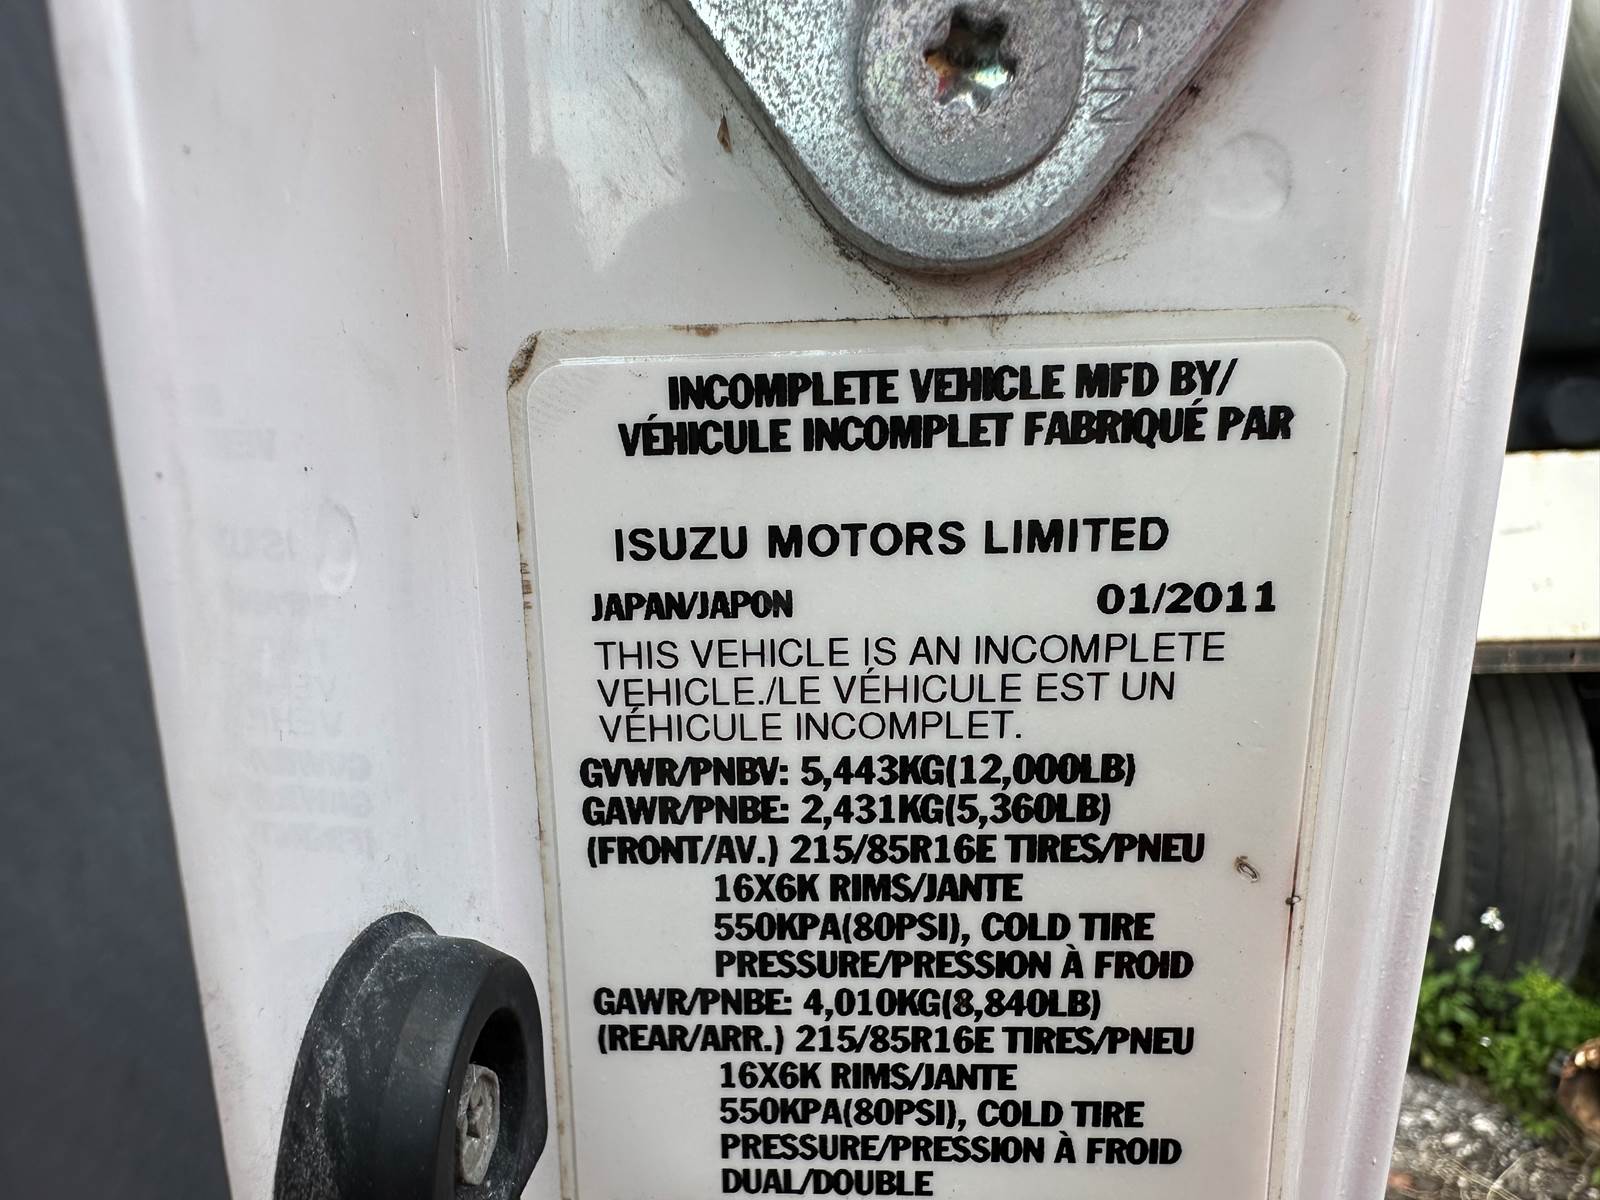 SIN
INCOMPLETE VEHICLE MFD BY/
VÉHICULE INCOMPLET FABRIQUÉ PAR
ISUZU MOTORS LIMITED
JAPAN/JAPON 01/2011
THIS VEHICLE IS AN INCOMPLETE
VEHICLE./LE VÉHICULE EST UN
VÉHICULE INCOMPLET.
GVWR/PNBV: 5,443KG(12,000LB)
GAWR/PNBE: 2,431KG(5,360LB)
(FRONT/AV.) 215/85R16E TIRES/PNEU
16X6K RIMS/JANTE
550KPA(80PSI), COLD TIRE
PRESSURE/PRESSION À FROID
GAWR/PNBE: 4,010KG(8,840LB)
(REAR/ARR.) 215/85R16E TIRES/PNEU
16X6K RIMS/JANTE
550KPA(80PSI), COLD TIRE
PRESSURE/PRESSION À FROID
DUAL/DOUBLE